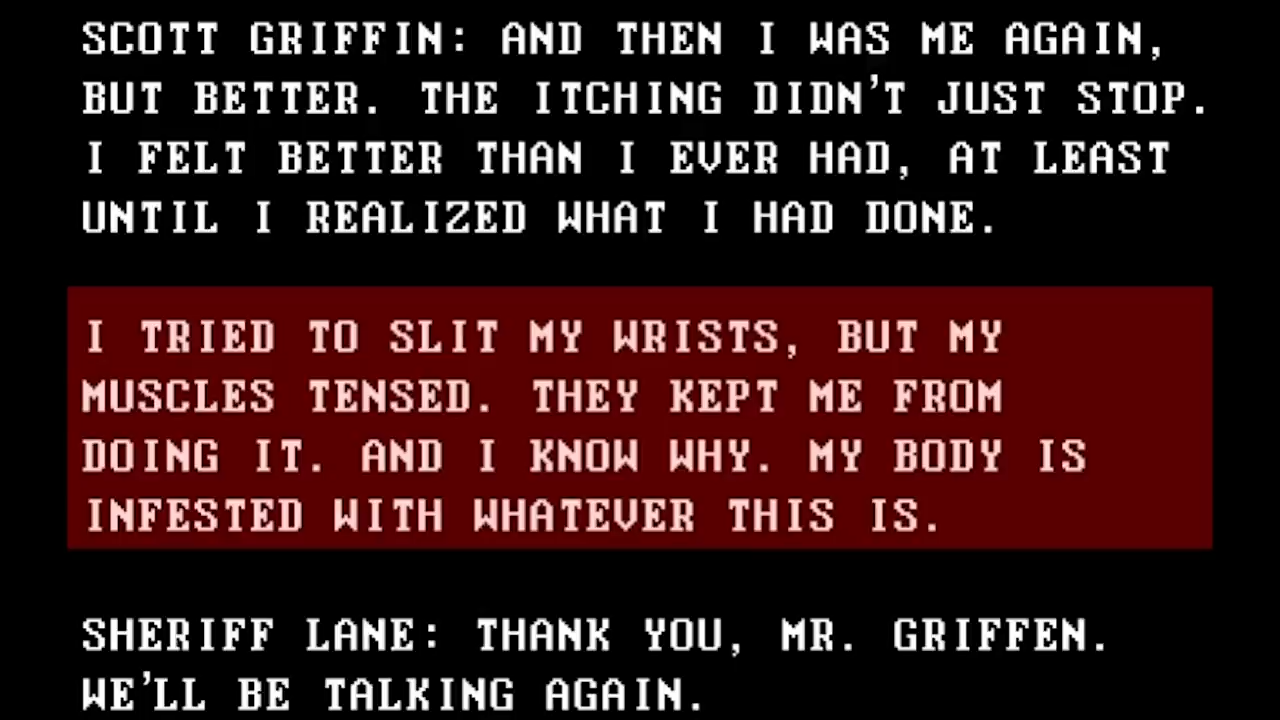 SCOTT GRIFFIN: AND THEN I WAS ME AGAIN,
BUT BETTER. THE ITCHING DIDN'T JUST STOP.
I FELT BETTER THAN I EVER HAD, AT LEAST
UNTIL I REALIZED WHAT I HAD DONE.
I TRIED TO SLIT MY WRISTS, BUT MY
MUSCLES TENSED. THEY KEPT ME FROM
DOING IT. AND I KNOW WHY. MY BODY IS
INFESTED WITH WHATEVER THIS IS.
SHERIFF LANE: THANK YOU, MR. GRIFFEN.
WE'LL BE TALKING AGAIN.